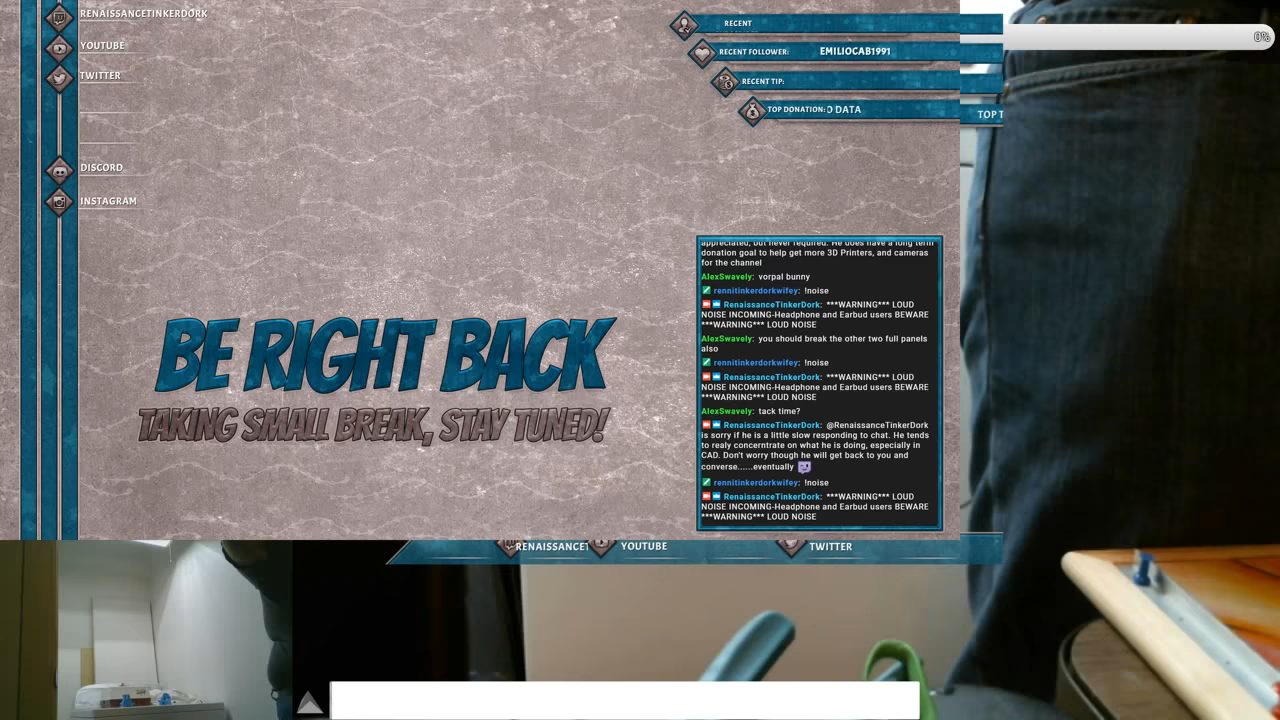 RENAISSANCETINKERDORK
YOUTUBE
TWITTER
DISCORD
INSTAGRAM
RECENT
RECENT FOLLOWER: EMILIOCAB1991
RECENT TIP:
TOP DONATION: O DATA
TOP T
0%
BE RIGHT BACK
TAKING SMALL BREAK, STAY TUNED!
appreciated, but never required. He does have a long term
donation goal to help get more 3D Printers, and cameras
for the channel
AlexSwavely: vorpal bunny
rennitinkerdorkwifey: !noise
RenaissanceTinkerDork: ***WARNING*** LOUD
NOISE INCOMING-Headphone and Earbud users BEWARE
***WARNING*** LOUD NOISE
AlexSwavely: you should break the other two full panels
also
rennitinkerdorkwifey: !noise
RenaissanceTinkerDork: ***WARNING*** LOUD
NOISE INCOMING-Headphone and Earbud users BEWARE
***WARNING*** LOUD NOISE
AlexSwavely: tack time?
RenaissanceTinkerDork: @RenaissanceTinkerDork
is sorry if he is a little slow responding to chat. He tends
to realy concerntrate on what he is doing, especially in
CAD. Don't worry though he will get back to you and
converse......eventually
rennitinkerdorkwifey: !noise
RenaissanceTinkerDork: ***WARNING*** LOUD
NOISE INCOMING-Headphone and Earbud users BEWARE
***WARNING*** LOUD NOISE
RENAISSANCET
YOUTUBE
TWITTER